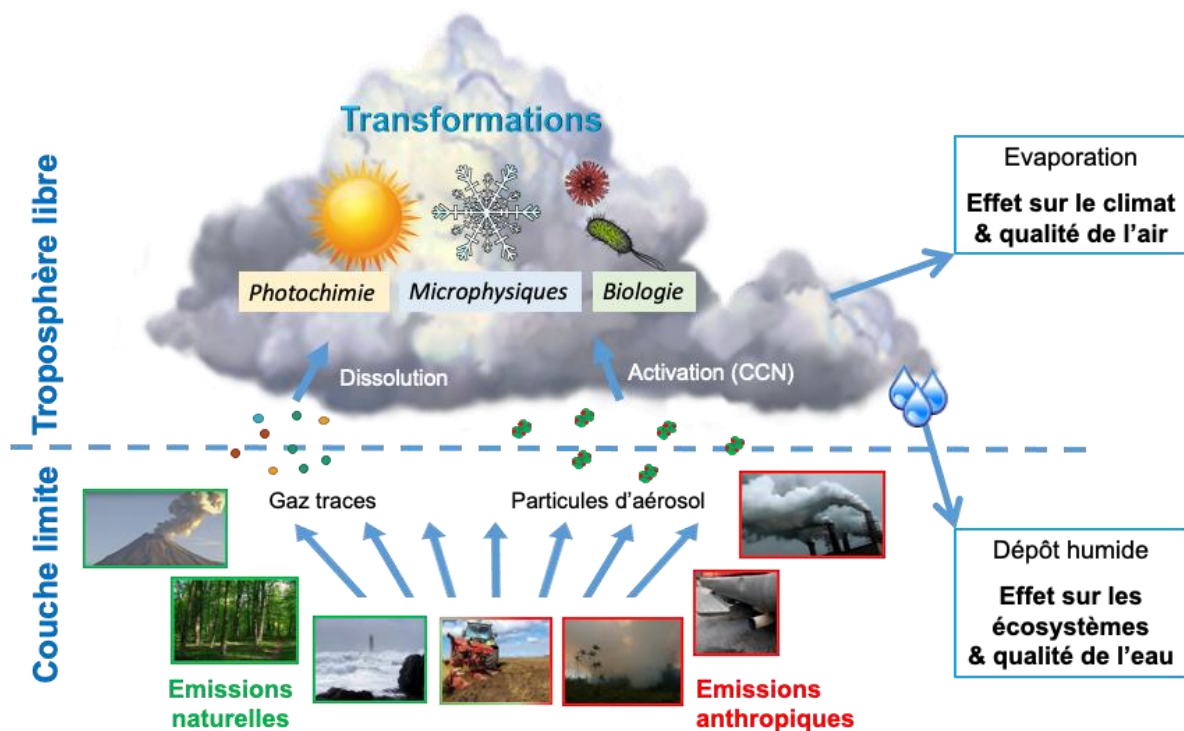 Transformations
Photochimie
Microphysiques
Biologie
Dissolution
Activation (CCN)
Troposphère libre
Evaporation
Effet sur le climat
& qualité de l’air
Couche limite
Gaz traces
Particules d’aérosol
Emissions
naturelles
Emissions
anthropiques
Dépôt humide
Effet sur les
écosystèmes
& qualité de l’eau